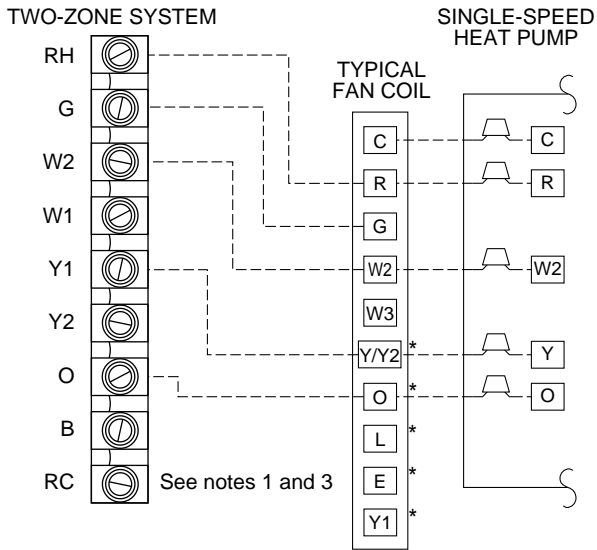 TWO-ZONE SYSTEM
SINGLE-SPEED
HEAT PUMP
TYPICAL
FAN COIL
RH
G
W2
W1
Y1
Y2
O
B
RC
See notes 1 and 3
C
R
G
W2
W3
Y/Y2 *
O *
L *
E *
Y1 *
C
R
W2
Y
O